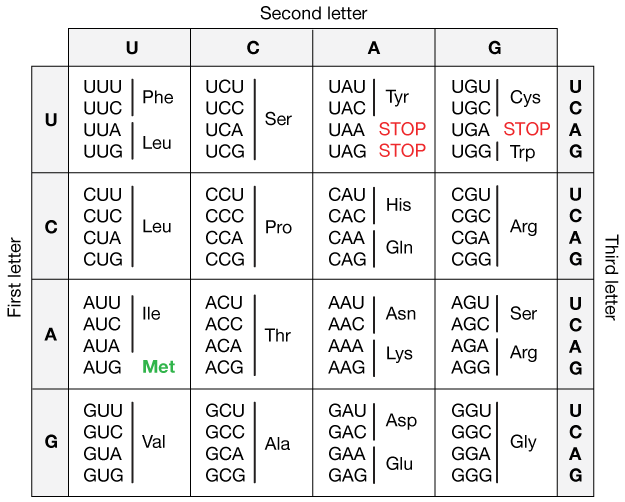 Second letter
U C A G
First letter
U
UUU
UUC
Phe
UUA
UUG
Leu
UCU
UCC
UCA
UCG
Ser
UAU
UAC
Tyr
UAA STOP
UAG STOP
UGU
UGC
Cys
UGA STOP
UGG Trp
U
C
A
G
C
CUU
CUC
CUA
CUG
Leu
CCU
CCC
CCA
CCG
Pro
CAU
CAC
His
CAA
CAG
Gln
CGU
CGC
CGA
CGG
Arg
U
C
A
G
A
AUU
AUC
AUA
Ile
AUG Met
ACU
ACC
ACA
ACG
Thr
AAU
AAC
Asn
AAA
AAG
Lys
AGU
AGC
Ser
AGA
AGG
Arg
U
C
A
G
G
GUU
GUC
GUA
GUG
Val
GCU
GCC
GCA
GCG
Ala
GAU
GAC
Asp
GAA
GAG
Glu
GGU
GGC
GGA
GGG
Gly
U
C
A
G
Third letter